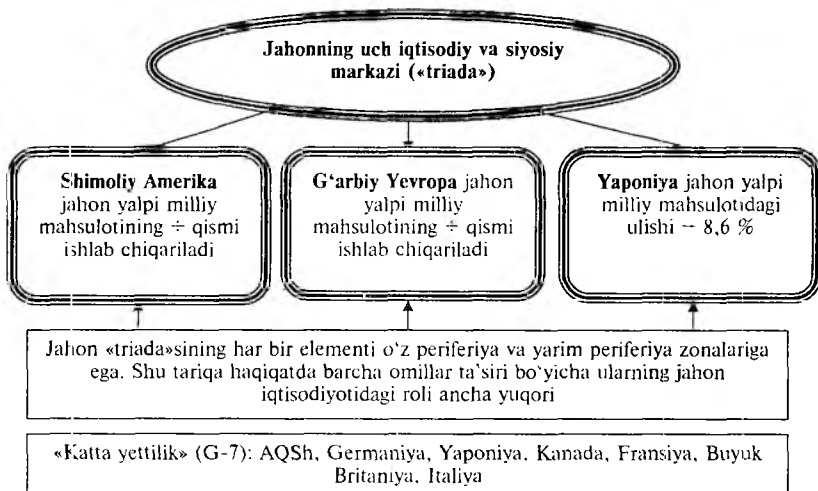 Jahonning uch iqtisodiy va siyosiy
markazi («triada»)
Shimoliy Amerika
jahon yalpi milliy
mahsulotining ÷ qismi
ishlab chiqariladi
G‘arbiy Yevropa jahon
yalpi milliy
mahsulotining ÷ qismi
ishlab chiqariladi
Yaponiya jahon yalpi
milliy mahsulotidagi
ulishi – 8,6 %
Jahon «triada»sining har bir elementi o‘z periferiya va yarim periferiya zonalariga
ega. Shu tariqa haqiqatda barcha omillar ta’siri bo‘yicha ularning jahon
iqtisodiyotidagi roli ancha yuqori
«Katta yettilik» (G-7): AQSh, Germaniya, Yaponiya, Kanada, Fransiya, Buyuk
Britaniya, Italiya